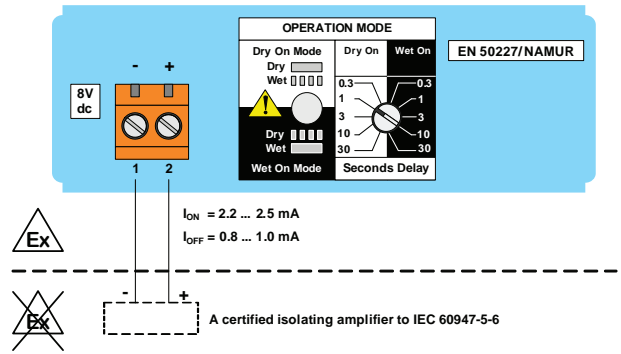 OPERATION MODE
Dry On Mode
Dry On
Wet On
EN 50227/NAMUR
- +
Dry
Wet
8V
dc
0.3 0.3
1 1
3 3
10 10
30 30
Dry
Wet
Wet On Mode
Seconds Delay
1 2
ION = 2.2 ... 2.5 mA
IOFF = 0.8 ... 1.0 mA
Ex
- +
Ex
A certified isolating amplifier to IEC 60947-5-6